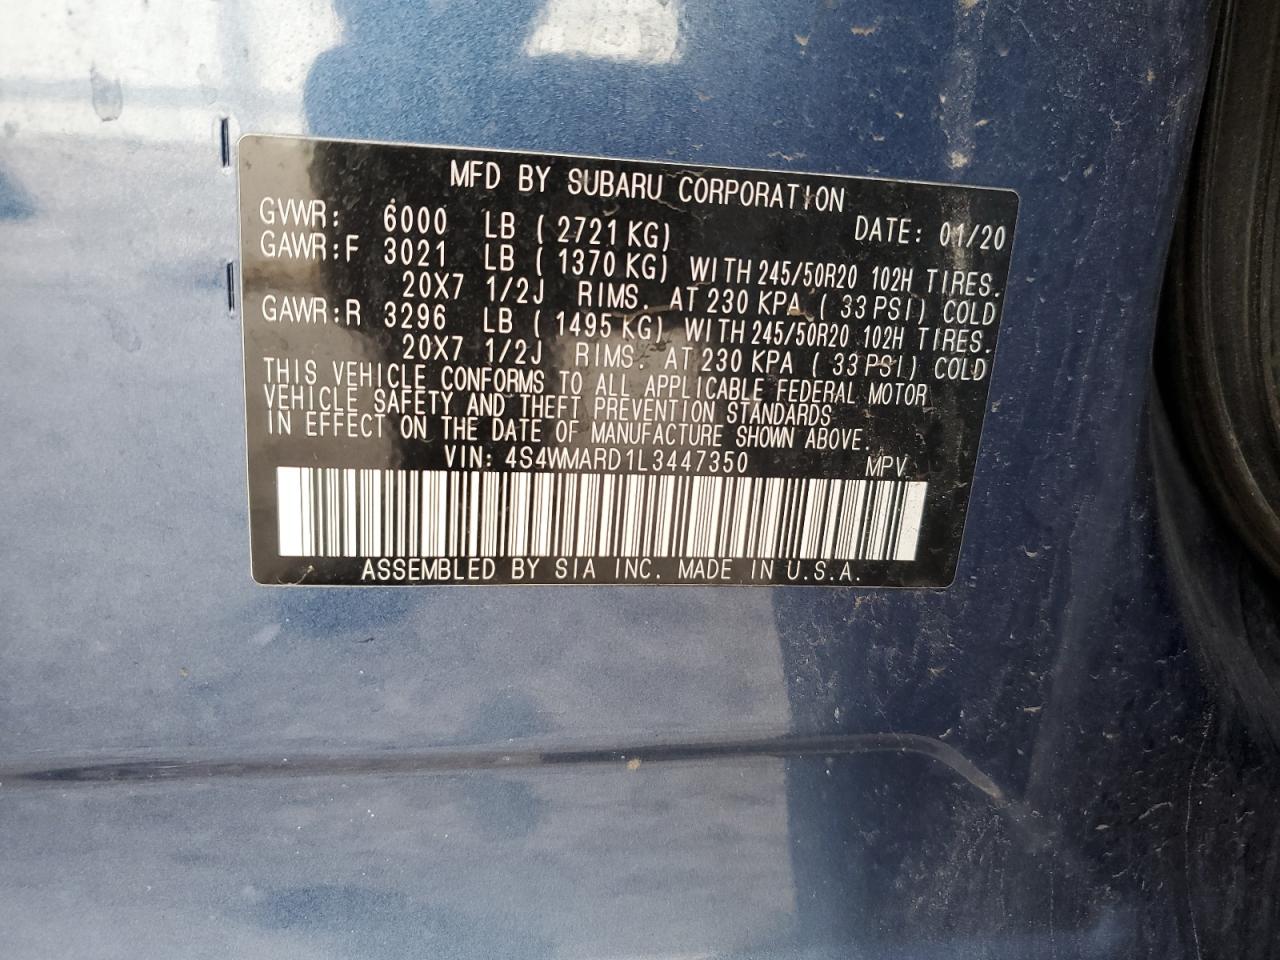 MFD BY SUBARU CORPORATION
GVWR: 6000 LB ( 2721 KG) DATE: 01/20
GAWR:F 3021 LB ( 1370 KG) WITH 245/50R20 102H TIRES.
20X7 1/2J RIMS. AT 230 KPA ( 33 PSI) COLD
GAWR:R 3296 LB ( 1495 KG) WITH 245/50R20 102H TIRES.
20X7 1/2J RIMS. AT 230 KPA ( 33 PSI) COLD
THIS VEHICLE CONFORMS TO ALL APPLICABLE FEDERAL MOTOR
VEHICLE SAFETY AND THEFT PREVENTION STANDARDS
IN EFFECT ON THE DATE OF MANUFACTURE SHOWN ABOVE.
VIN: 4S4WMARD1L3447350 MPV
ASSEMBLED BY SIA INC. MADE IN U.S.A.